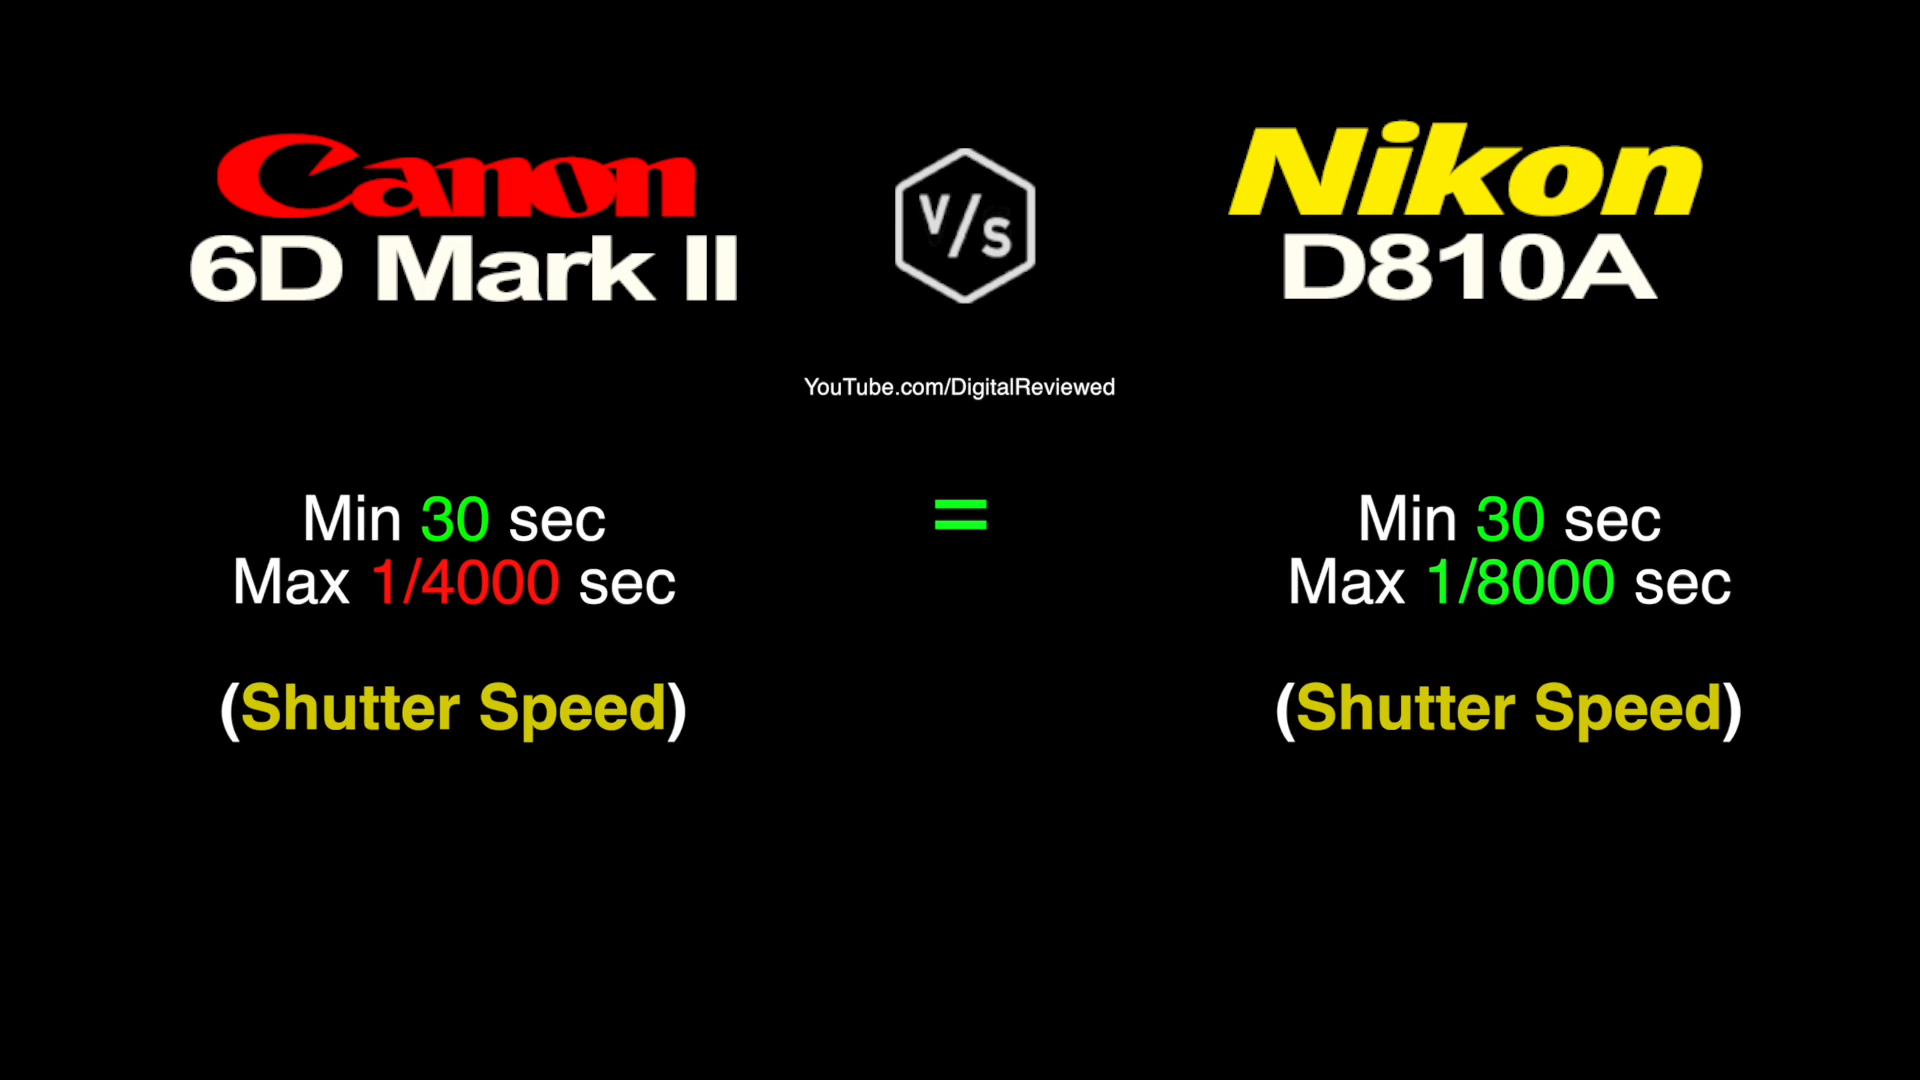 Canon
6D Mark II
V/S
Nikon
D810A
YouTube.com/DigitalReviewed
Min 30 sec
Max 1/4000 sec
(Shutter Speed)
=
Min 30 sec
Max 1/8000 sec
(Shutter Speed)